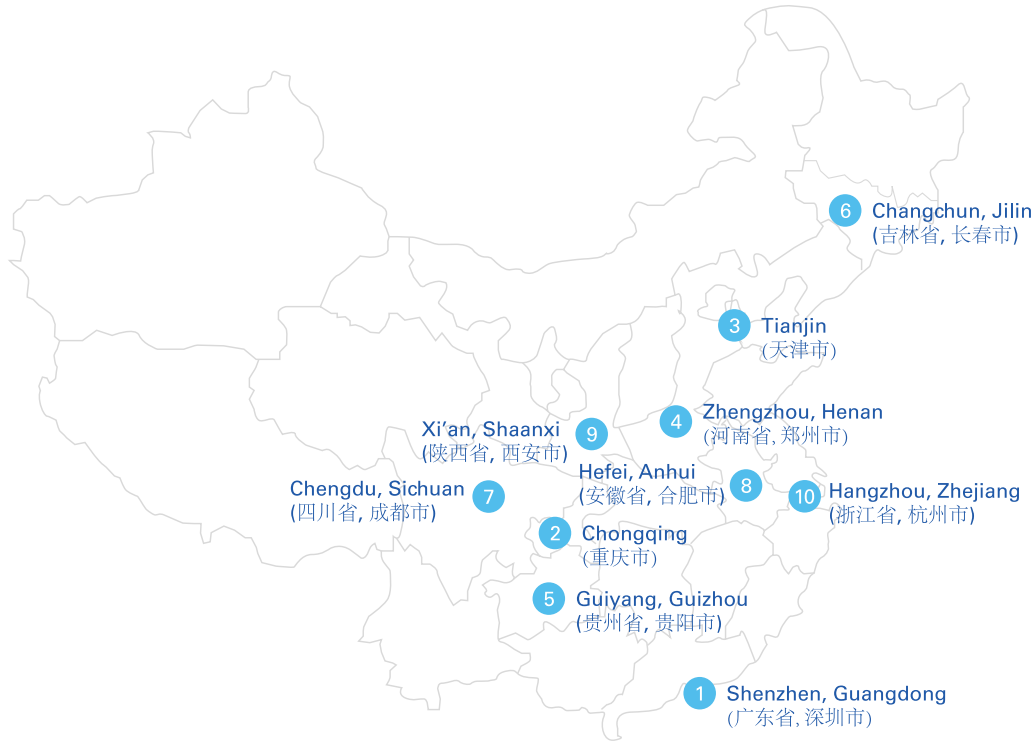 6
Changchun, Jilin
(吉林省, 长春市)
3
Tianjin
(天津市)
4
Zhengzhou, Henan
(河南省, 郑州市)
Xi'an, Shaanxi
(陕西省, 西安市)
9
Hefei, Anhui
(安徽省, 合肥市)
8
Chengdu, Sichuan
(四川省, 成都市)
7
10
Hangzhou, Zhejiang
(浙江省, 杭州市)
2
Chongqing
(重庆市)
5
Guiyang, Guizhou
(贵州省, 贵阳市)
1
Shenzhen, Guangdong
(广东省, 深圳市)